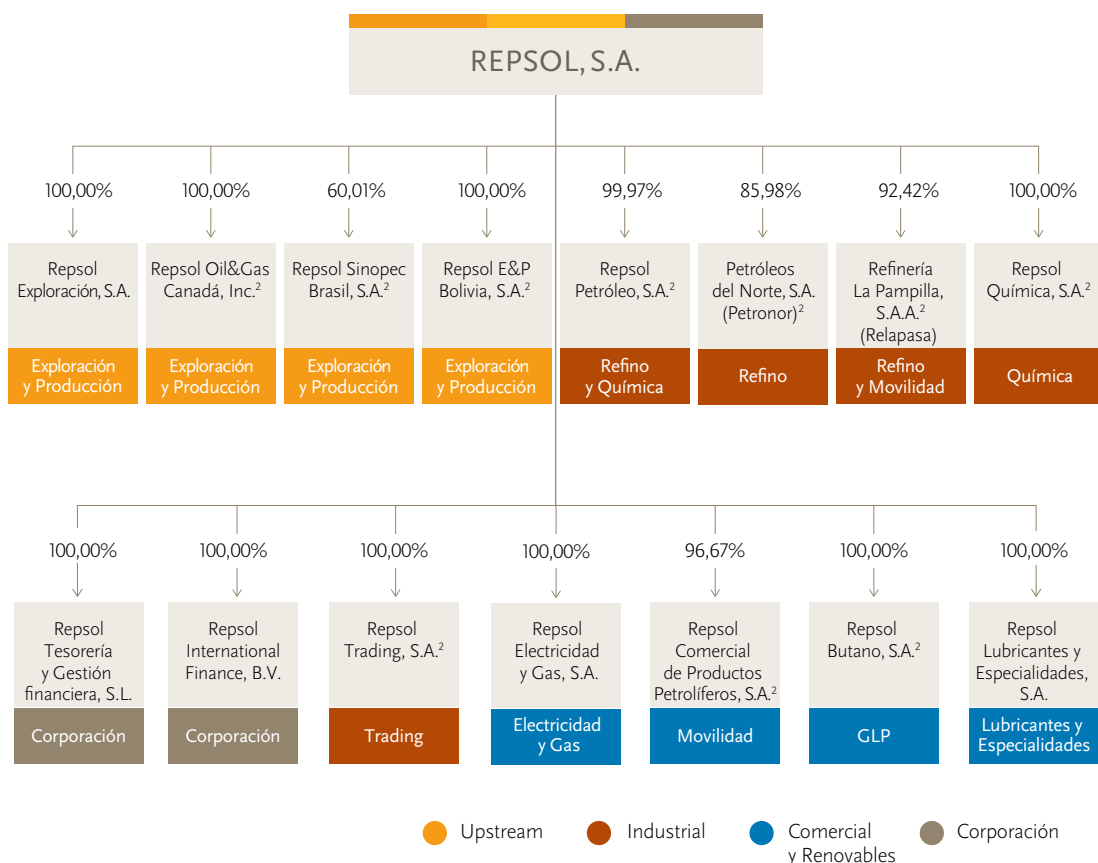 REPSOL, S.A.
100,00%
100,00%
60,01%
100,00%
99,97%
85,98%
92,42%
100,00%
Repsol
Exploración, S.A.
Exploración
y Producción
Repsol Oil&Gas
Canadá, Inc.²
Exploración
y Producción
Repsol Sinopec
Brasil, S.A.²
Exploración
y Producción
Repsol E&P
Bolivia, S.A.²
Exploración
y Producción
Repsol
Petróleo, S.A.²
Refino
y Química
Petróleos
del Norte, S.A.
(Petronor)²
Refino
Refinería
La Pampilla,
S.A.A.²
(Relapasa)
Refino
y Movilidad
Repsol
Química, S.A.²
Química
100,00%
100,00%
100,00%
100,00%
96,67%
100,00%
100,00%
Repsol
Tesorería
y Gestión
financiera, S.L.
Corporación
Repsol
International
Finance, B.V.
Corporación
Repsol
Trading, S.A.²
Trading
Repsol
Electricidad
y Gas, S.A.
Electricidad
y Gas
Repsol
Comercial
de Productos
Petrolíferos, S.A.²
Movilidad
Repsol
Butano, S.A.²
GLP
Repsol
Lubricantes y
Especialidades,
S.A.
Lubricantes y
Especialidades
Upstream
Industrial
Comercial
y Renovables
Corporación